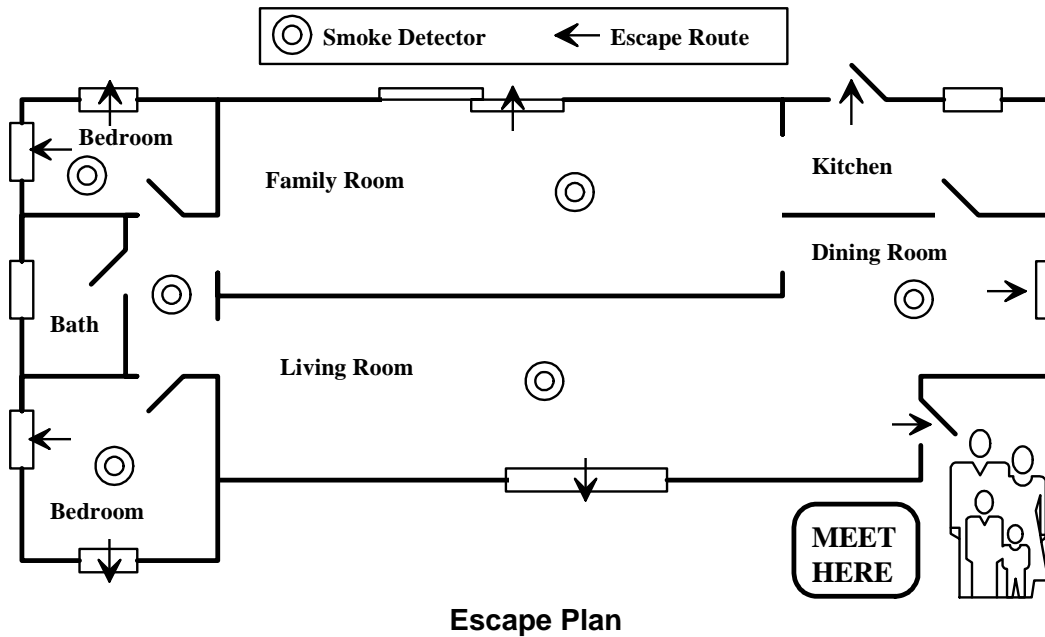 Smoke Detector
Escape Route
Bedroom
Family Room
Kitchen
Dining Room
Bath
Living Room
Bedroom
MEET
HERE
Escape Plan